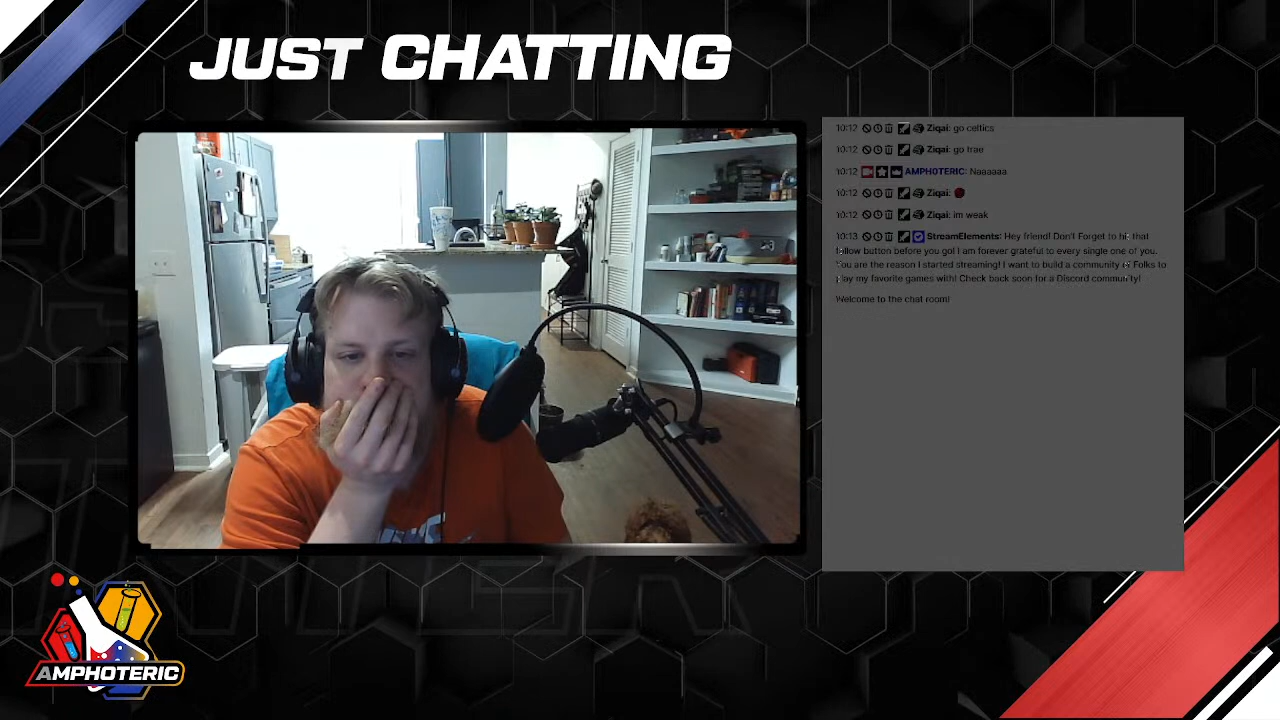 JUST CHATTING
10:12 Ziqai: go celtics
10:12 Ziqai: go trae
10:12 AMPHOTERIC: Naaaaaa
10:12 Ziqai:
10:12 Ziqai: im weak
10:13 StreamElements: Hey friend! Don't Forget to hit that
follow button before you go! I am forever grateful to every single one of you.
You are the reason I started streaming! I want to build a community of Folks to
play my favorite games with! Check back soon for a Discord community!
Welcome to the chat room!
AMPHOTERIC